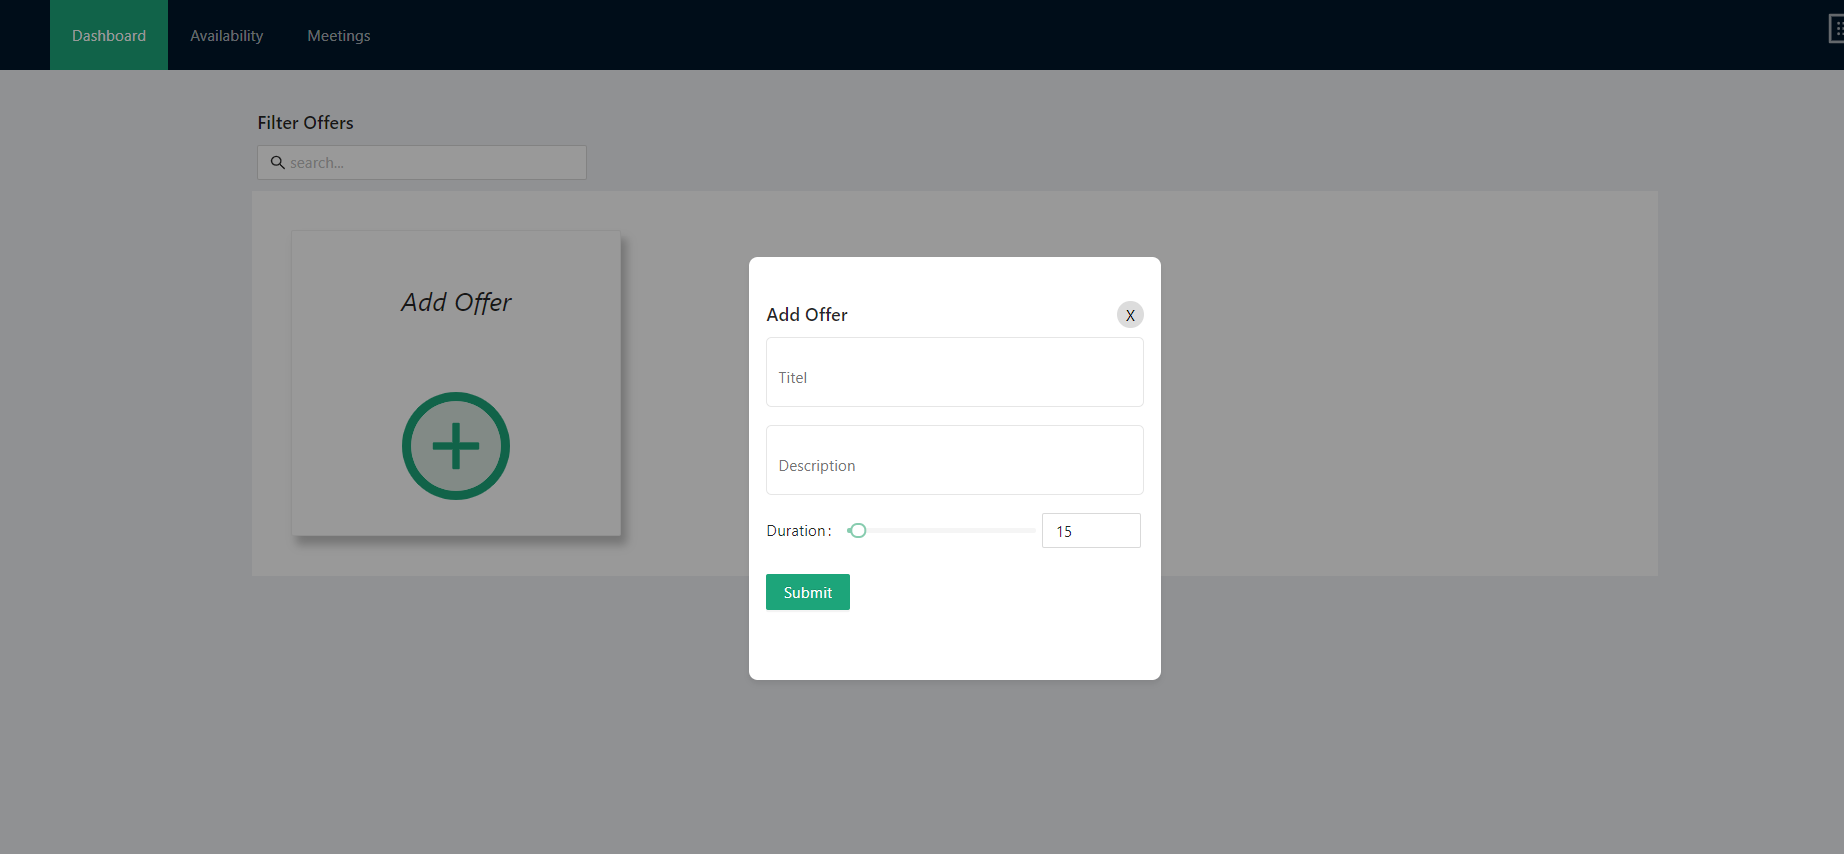 Dashboard Availability Meetings
Filter Offers
search...
Add Offer
Add Offer X
Titel
Description
Duration: 15
Submit